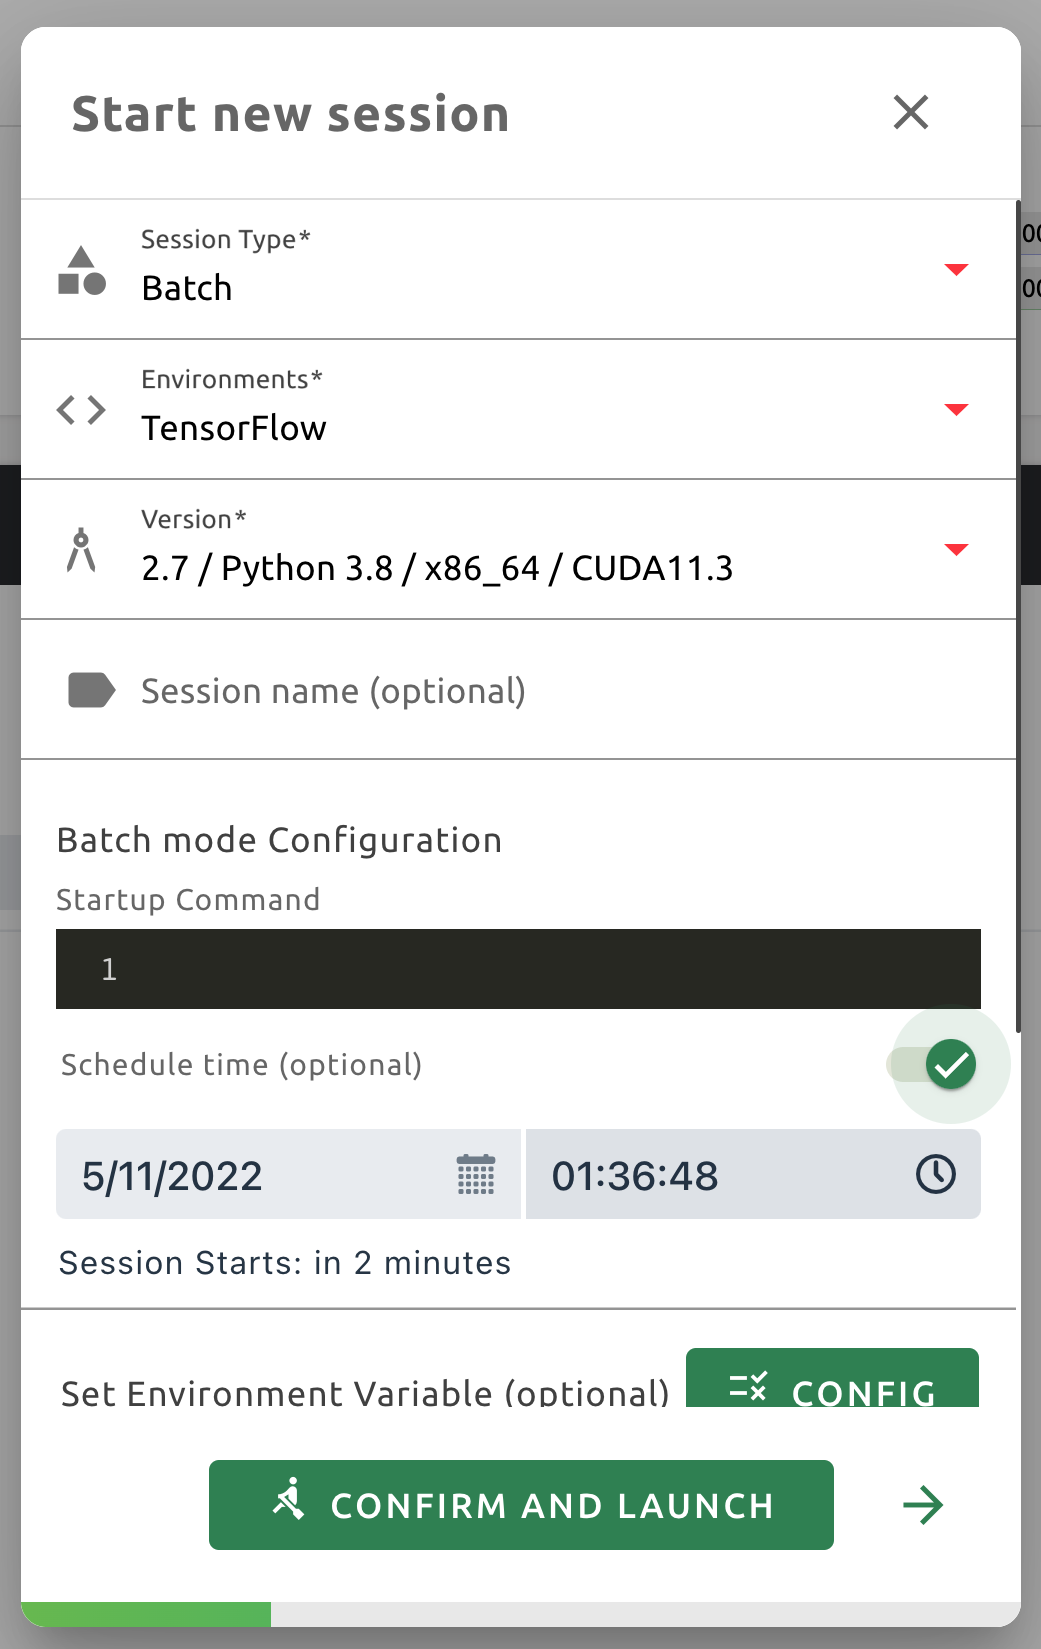 Start new session
Session Type*
Batch
Environments*
TensorFlow
Version*
2.7 / Python 3.8 / x86_64 / CUDA11.3
Session name (optional)
Batch mode Configuration
Startup Command
1
Schedule time (optional)
5/11/2022 01:36:48
Session Starts: in 2 minutes
Set Environment Variable (optional) CONFIG
CONFIRM AND LAUNCH